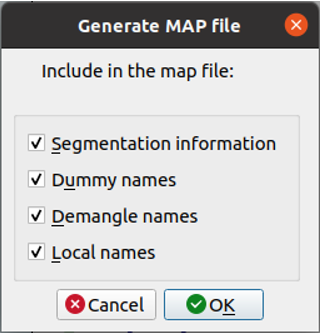 Generate MAP file
Include in the map file:
Segmentation information
Dummy names
Demangle names
Local names
Cancel
OK